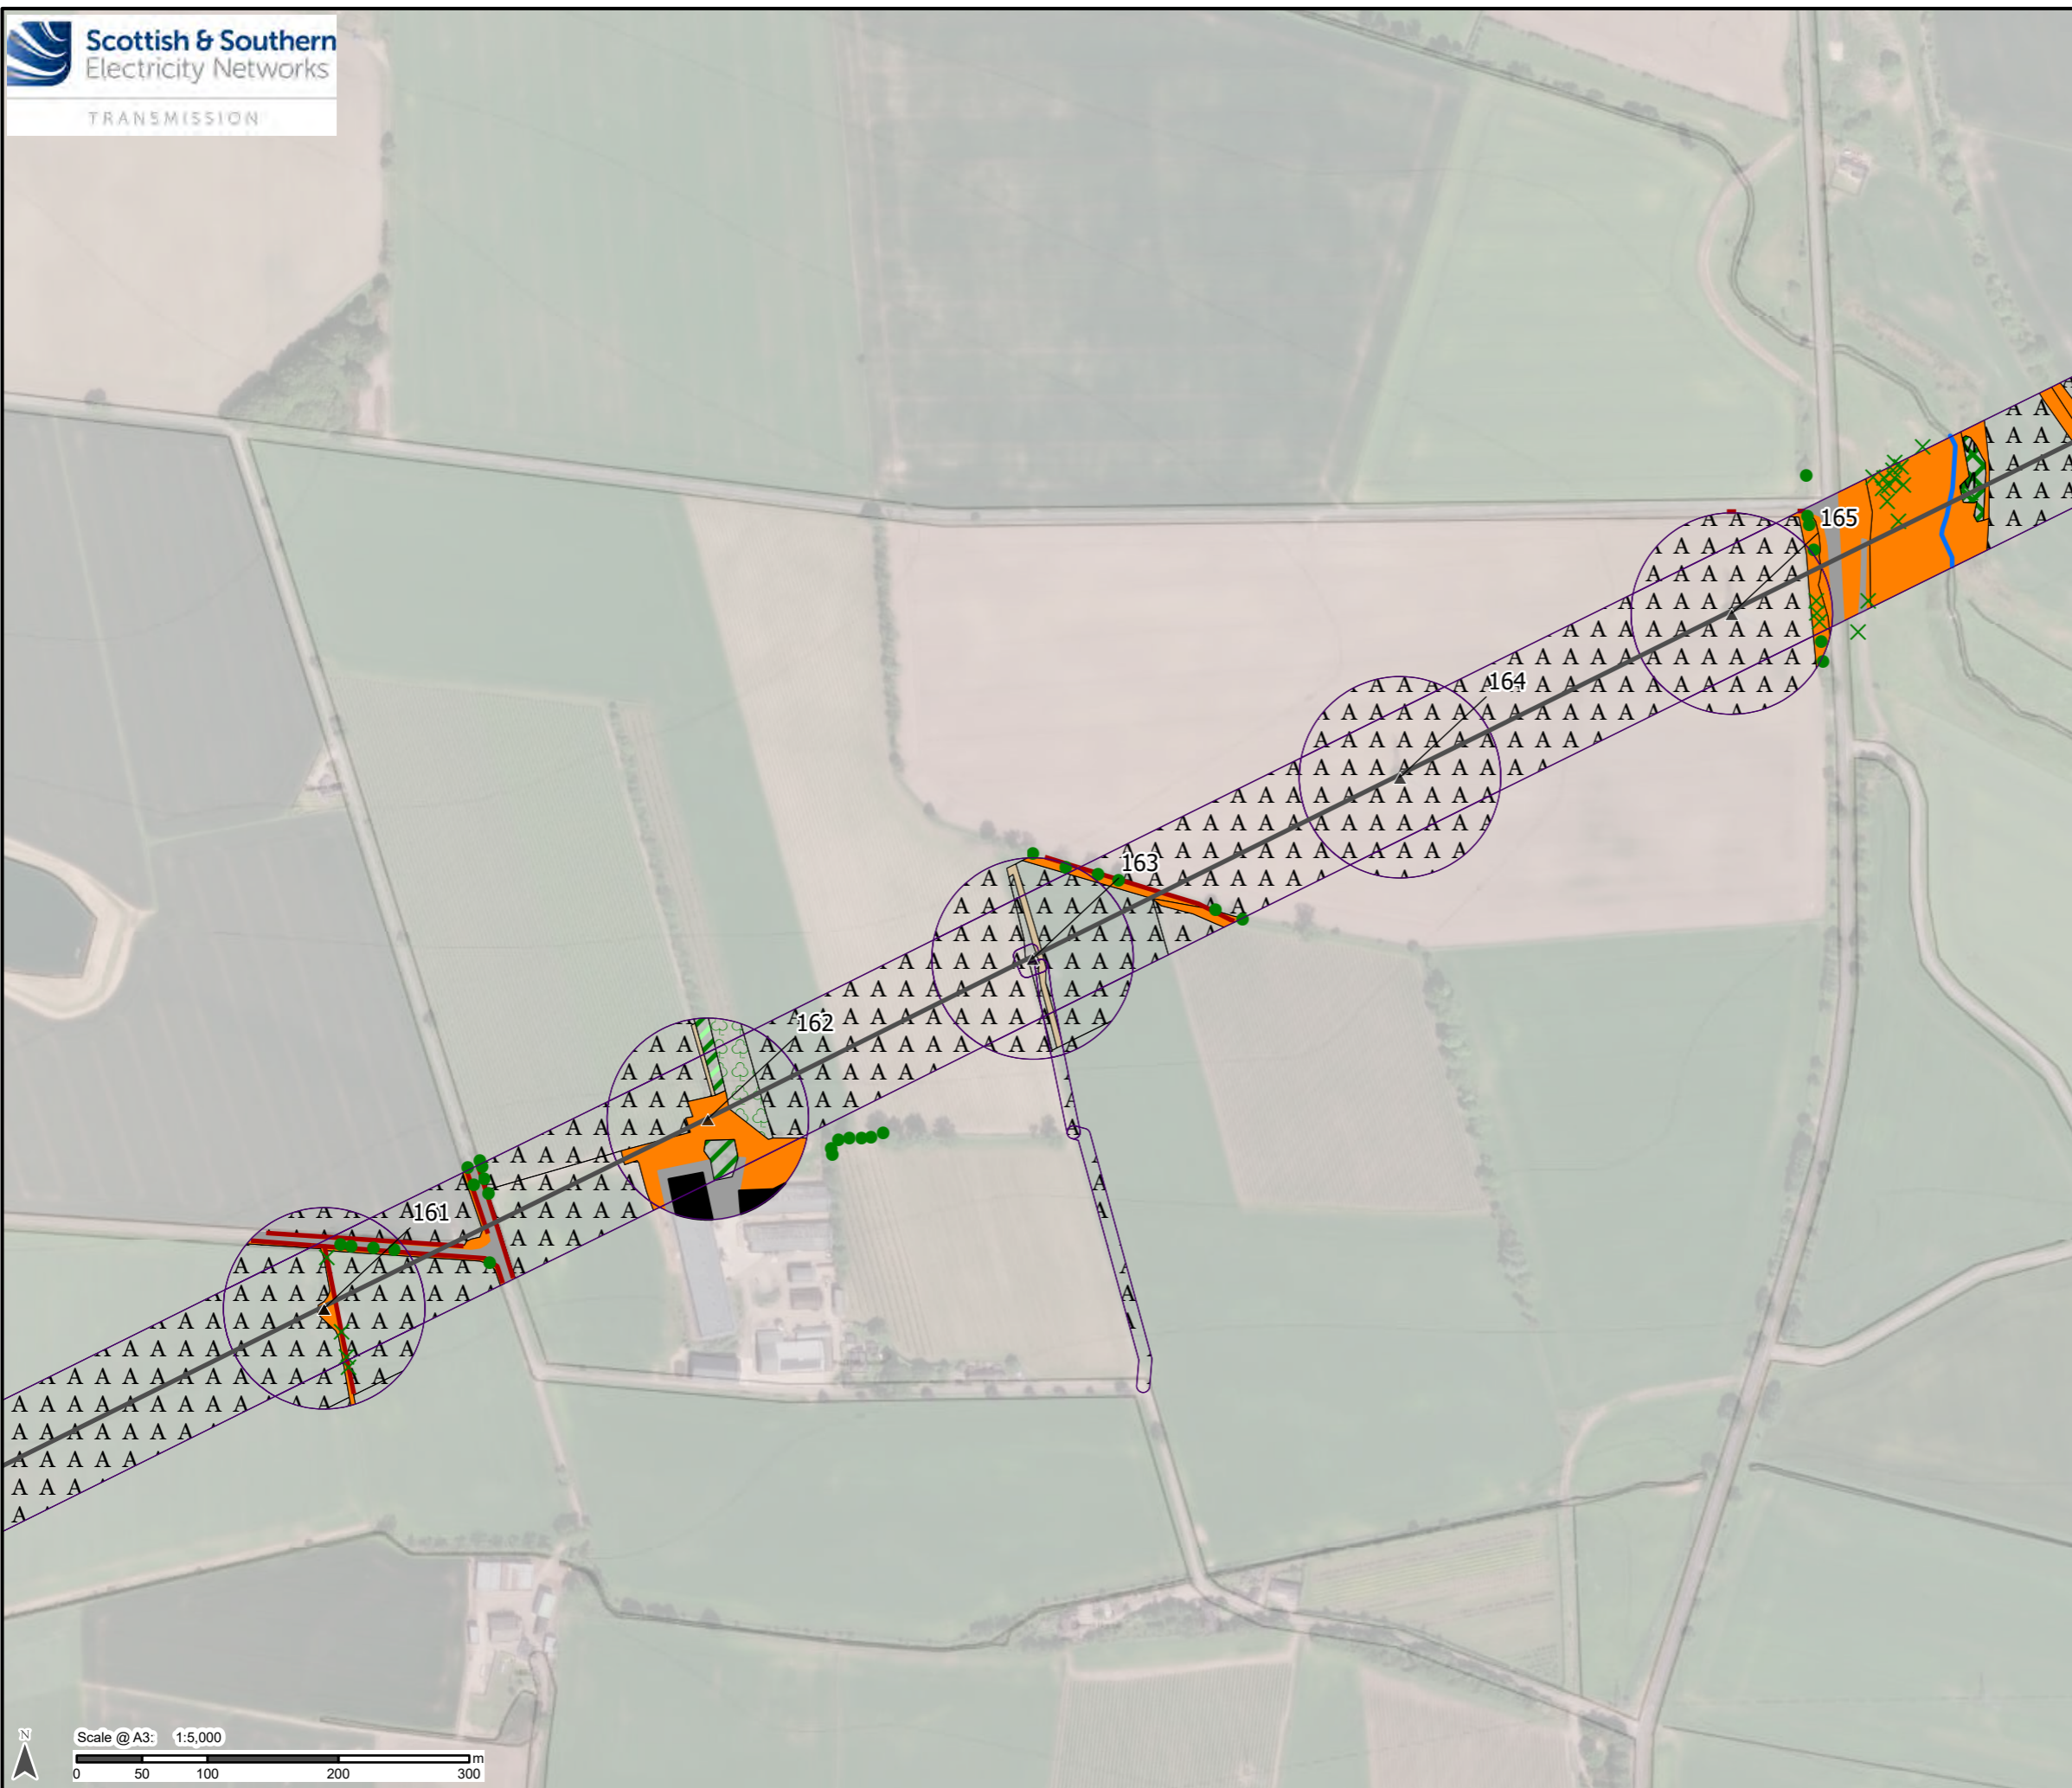 Scottish & Southern
Electricity Networks
TRANSMISSION
165
164
163
162
161
N
Scale @ A3: 1:5,000
m
0 50 100 200 300